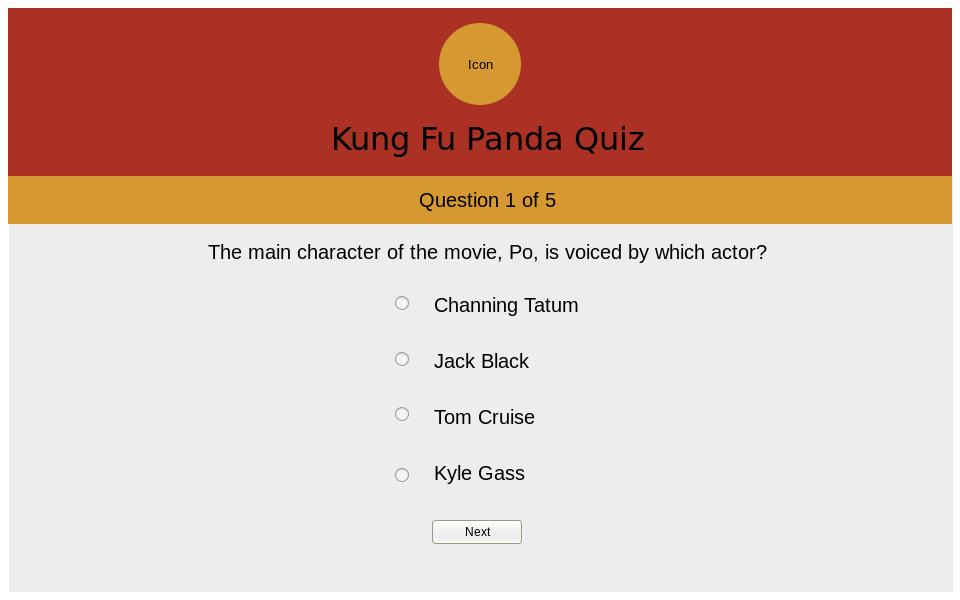 Icon
Kung Fu Panda Quiz
Question 1 of 5
The main character of the movie, Po, is voiced by which actor?
Channing Tatum
Jack Black
Tom Cruise
Kyle Gass
Next